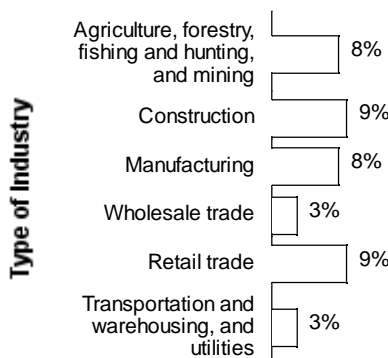 Type of Industry
Agriculture, forestry,
fishing and hunting,
and mining
8%
Construction
9%
Manufacturing
8%
Wholesale trade
3%
Retail trade
9%
Transportation and
warehousing, and
utilities
3%